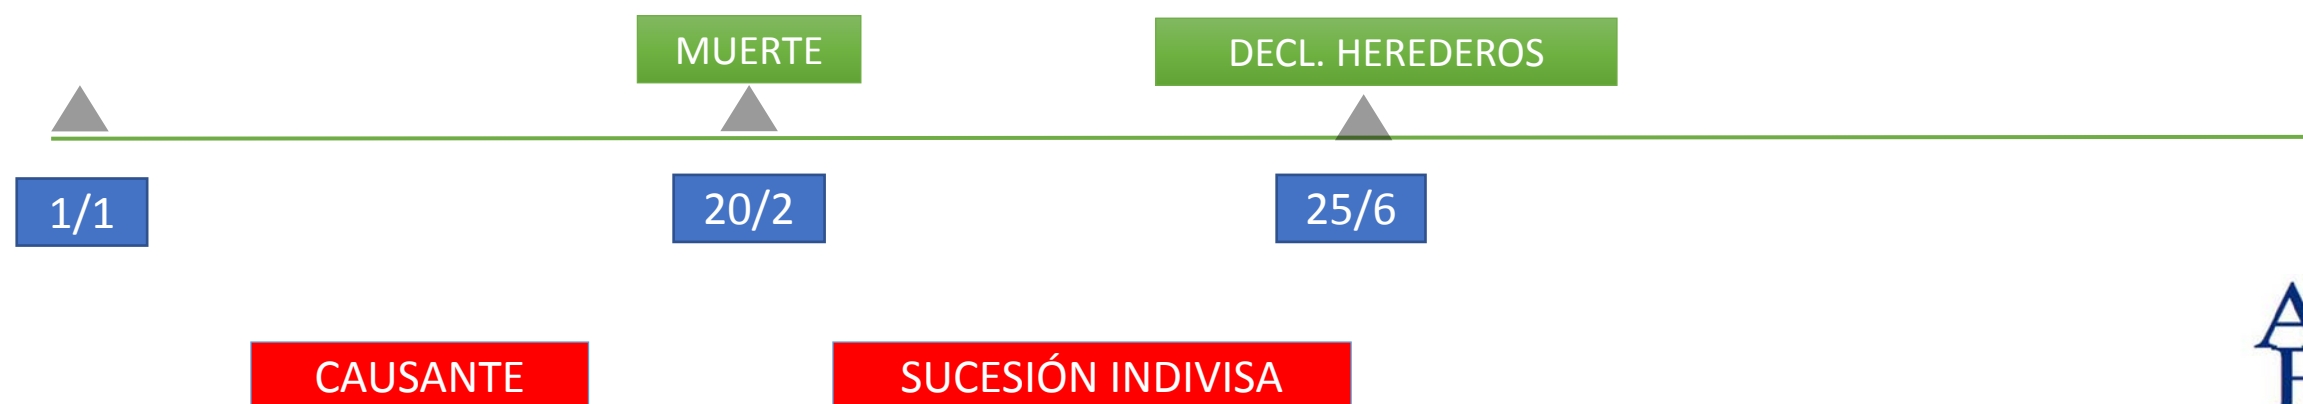 MUERTE
DECL. HEREDEROS
1/1
20/2
25/6
CAUSANTE
SUCESIÓN INDIVISA